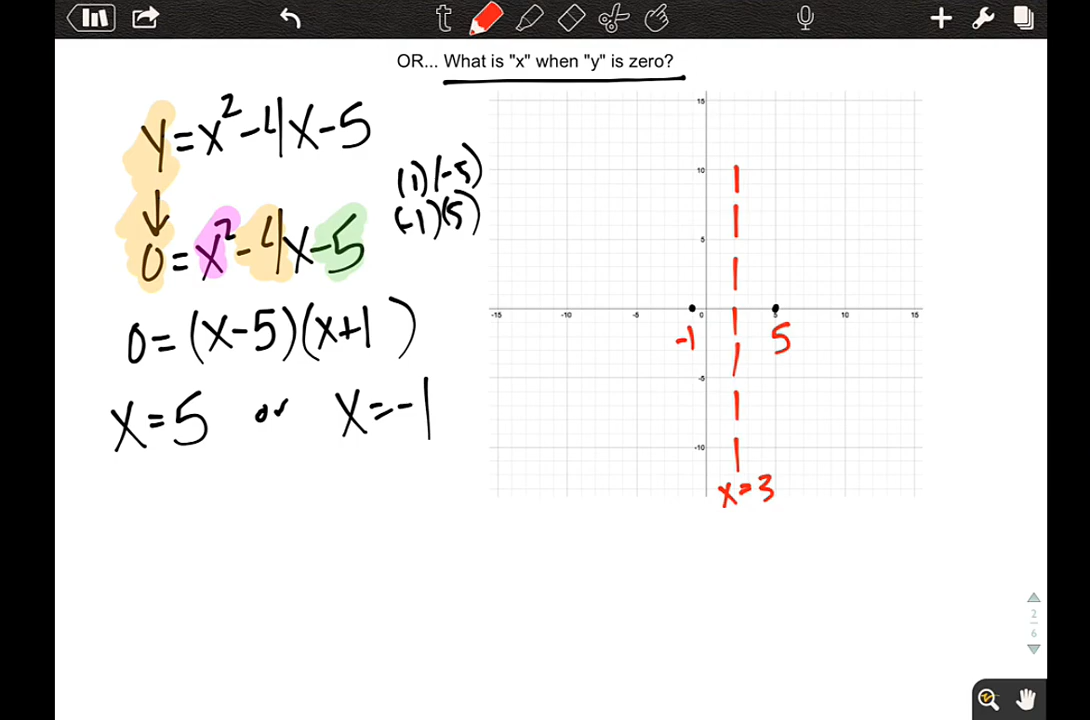 t
OR... What is "x" when "y" is zero?
y=x²-4x-5
(1)(-5)
(-1)(5)
0=x²-4x-5
0=(x-5)(x+1)
x=5 or x=-1
15
10
5
-15 -10 -5 0 5 10 15
-1 5
-5
-10
x=3
2
6